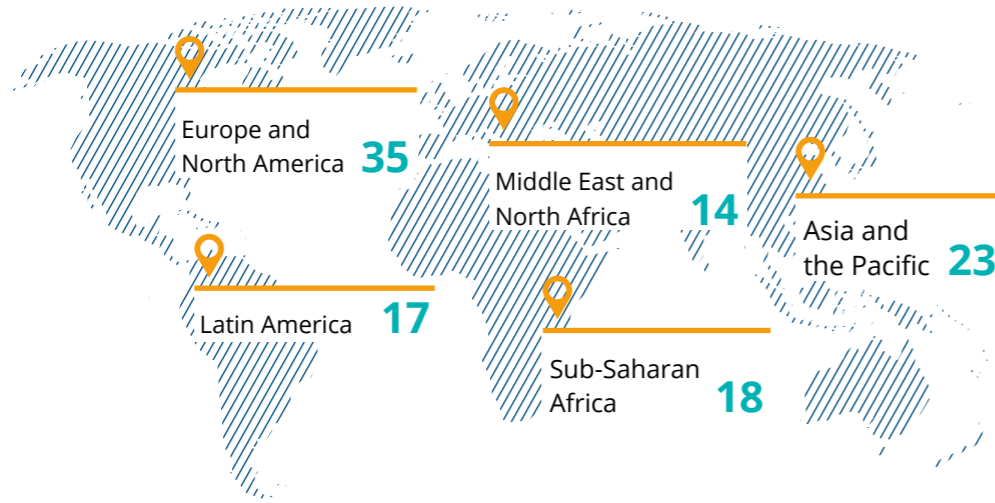 Europe and
North America 35
Middle East and
North Africa 14
Asia and
the Pacific 23
Latin America 17
Sub-Saharan
Africa 18